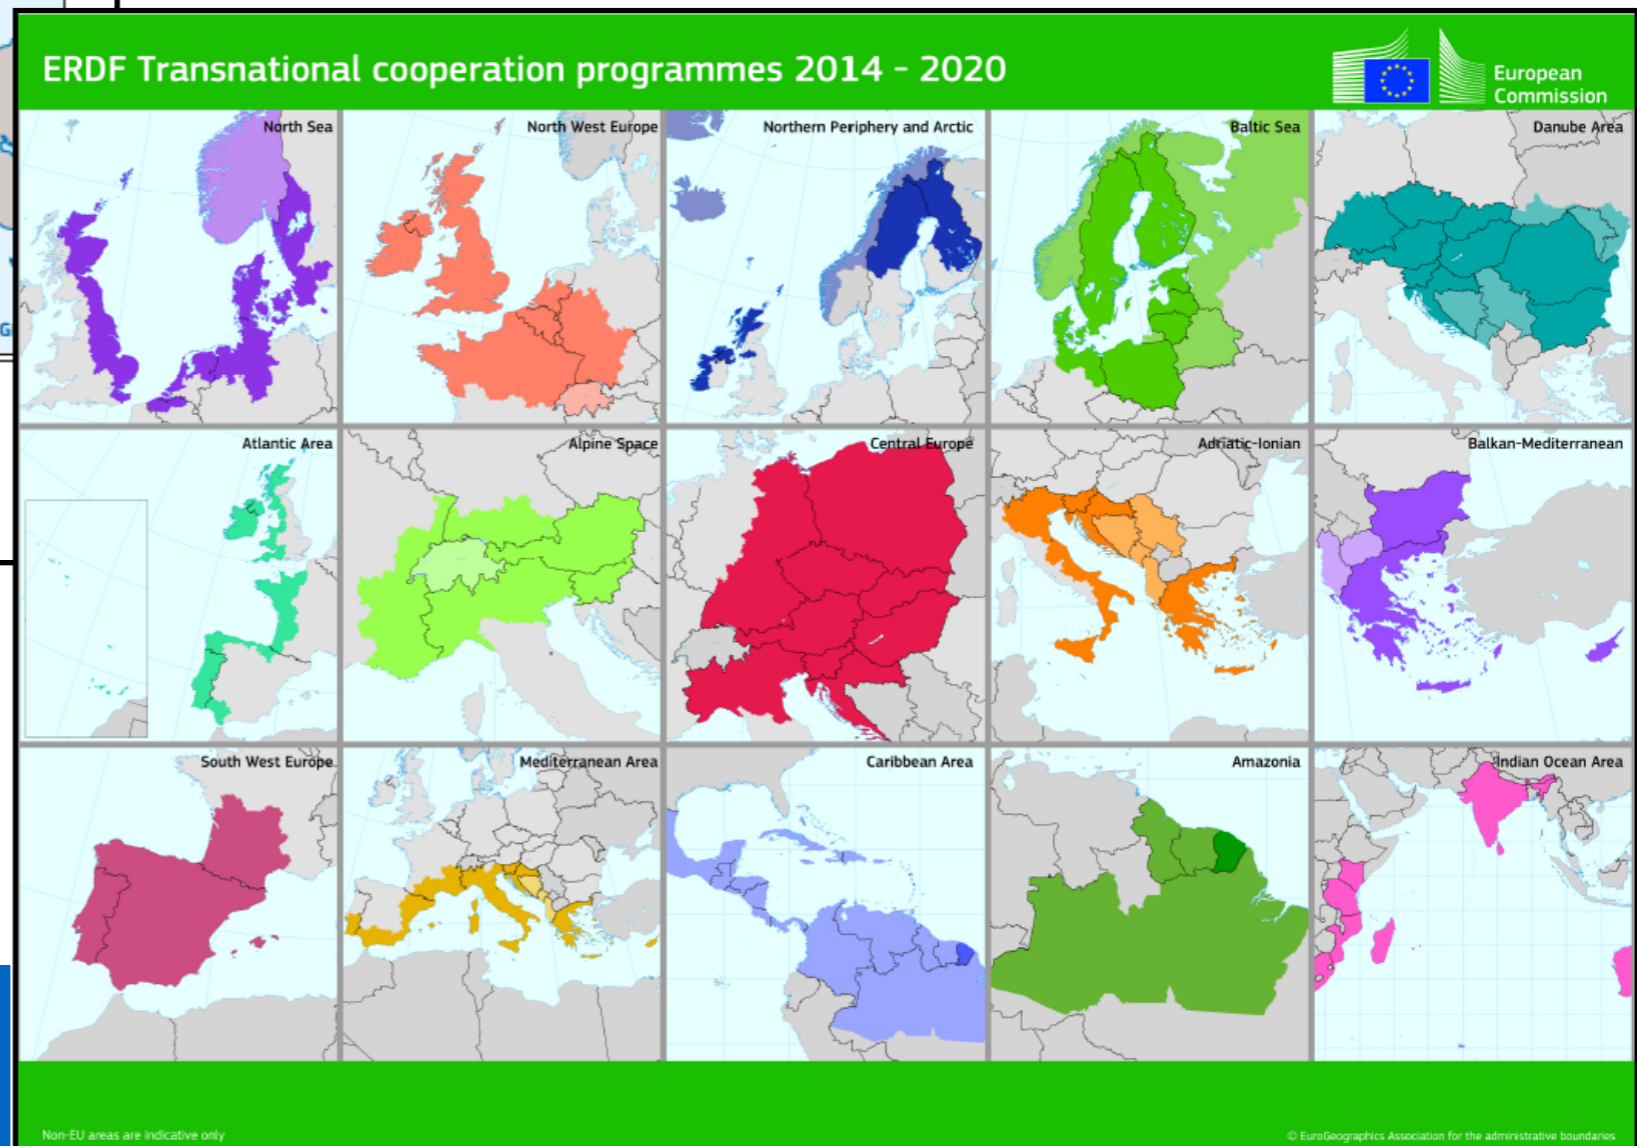 ERDF Transnational cooperation programmes 2014 - 2020
European
Commission
North Sea
North West Europe
Northern Periphery and Arctic
Baltic Sea
Danube Area
Atlantic Area
Alpine Space
Central Europe
Adriatic-Ionian
Balkan-Mediterranean
South West Europe
Mediterranean Area
Caribbean Area
Amazonia
Indian Ocean Area
Non-EU areas are indicative only
© EuroGeographics Association for the administrative boundaries